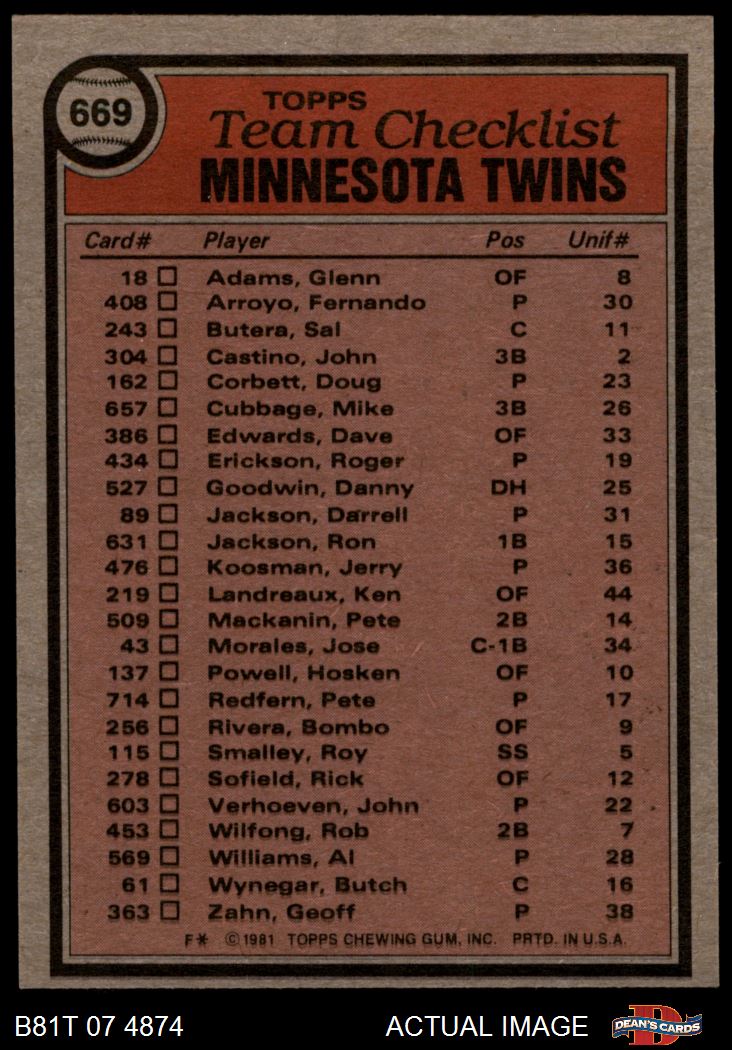 669
TOPPS
Team Checklist
MINNESOTA TWINS
Card# Player Pos Unif#
18 Adams, Glenn OF 8
408 Arroyo, Fernando P 30
243 Butera, Sal C 11
304 Castino, John 3B 2
162 Corbett, Doug P 23
657 Cubbage, Mike 3B 26
386 Edwards, Dave OF 33
434 Erickson, Roger P 19
527 Goodwin, Danny DH 25
89 Jackson, Darrell P 31
631 Jackson, Ron 1B 15
476 Koosman, Jerry P 36
219 Landreaux, Ken OF 44
509 Mackanin, Pete 2B 14
43 Morales, Jose C-1B 34
137 Powell, Hosken OF 10
714 Redfern, Pete P 17
256 Rivera, Bombo OF 9
115 Smalley, Roy SS 5
278 Sofield, Rick OF 12
603 Verhoeven, John P 22
453 Wilfong, Rob 2B 7
569 Williams, Al P 28
61 Wynegar, Butch C 16
363 Zahn, Geoff P 38
F* ©1981 TOPPS CHEWING GUM, INC. PRTD. IN U.S.A.
B81T 07 4874 ACTUAL IMAGE DEAN'S CARDS